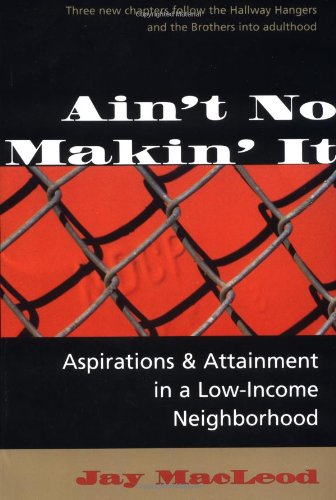 Three new chapters follow the Hallway Hangers
and the Brothers into adulthood
Ain't No
Makin' It
Aspirations & Attainment
in a Low-Income
Neighborhood
Jay MacLeod